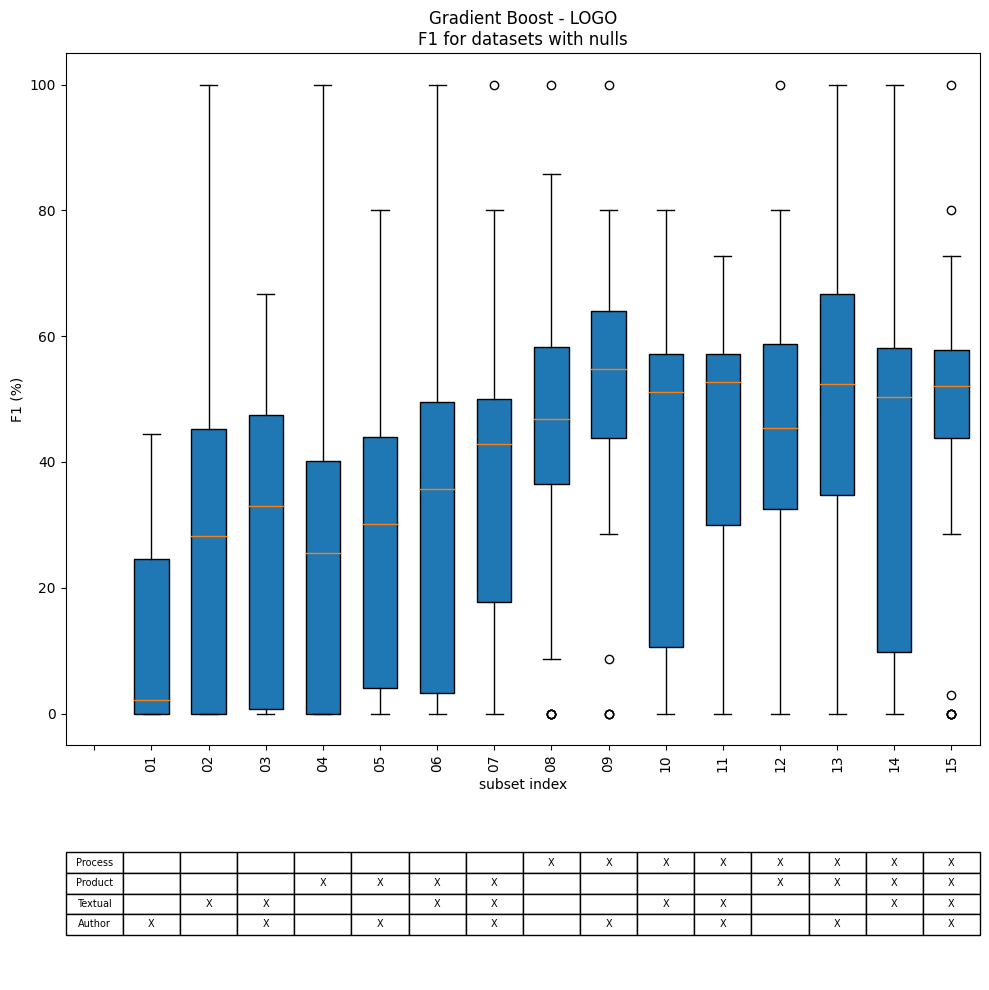 Gradient Boost - LOGO
F1 for datasets with nulls
100
80
60
40
20
0
F1 (%)
01 02 03 04 05 06 07 08 09 10 11 12 13 14 15
subset index
Process X X X X X X X X
Product X X X X X X X X
Textual X X X X X X X X
Author X X X X X X X X